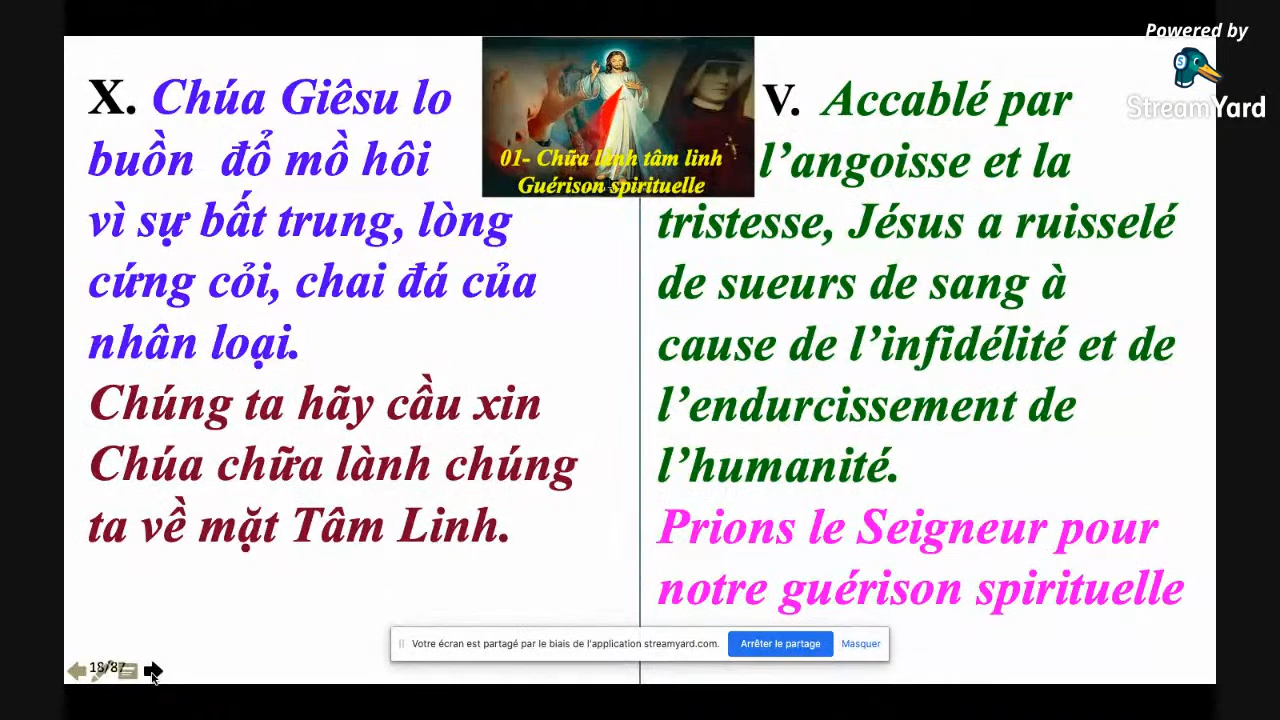 Powered by
StreamYard
X. Chúa Giêsu lo
buồn đổ mồ hôi
vì sự bất trung, lòng
cứng cỏi, chai đá của
nhân loại.
Chúng ta hãy cầu xin
Chúa chữa lành chúng
ta về mặt Tâm Linh.
01- Chữa lành tâm linh
Guérison spirituelle
V. Accablé par
l’angoisse et la
tristesse, Jésus a ruisselé
de sueurs de sang à
cause de l’infidélité et de
l’endurcissement de
l’humanité.
Prions le Seigneur pour
notre guérison spirituelle
Votre écran est partagé par le biais de l'application streamyard.com. Arrêter le partage Masquer
18/87